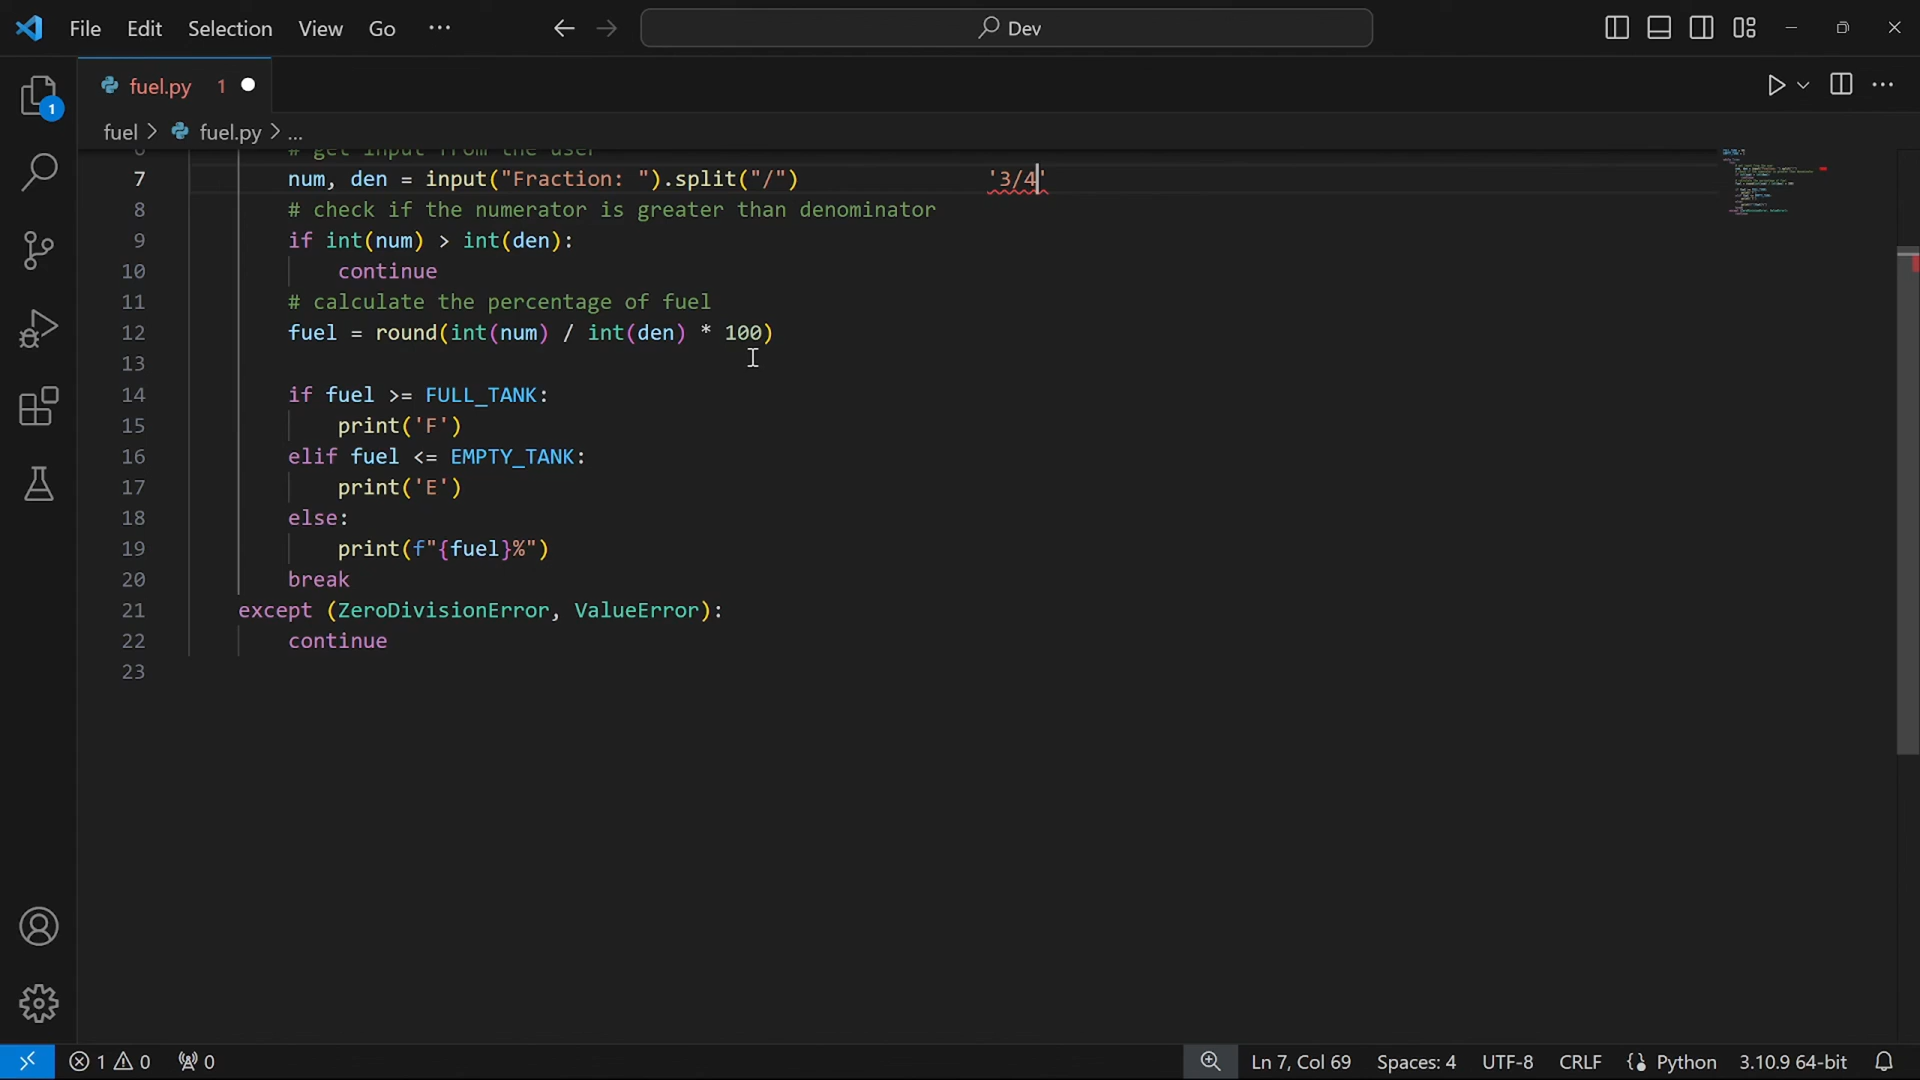 File Edit Selection View Go ··· Dev
fuel.py 1
fuel > fuel.py > ...
6 # get input from the user
7 num, den = input("Fraction: ").split("/") '3/4'
8 # check if the numerator is greater than denominator
9 if int(num) > int(den):
10 continue
11 # calculate the percentage of fuel
12 fuel = round(int(num) / int(den) * 100)
13
14 if fuel >= FULL_TANK:
15 print('F')
16 elif fuel <= EMPTY_TANK:
17 print('E')
18 else:
19 print(f"{fuel}%")
20 break
21 except (ZeroDivisionError, ValueError):
22 continue
23
1
1 0 0 Ln 7, Col 69 Spaces: 4 UTF-8 CRLF Python 3.10.9 64-bit